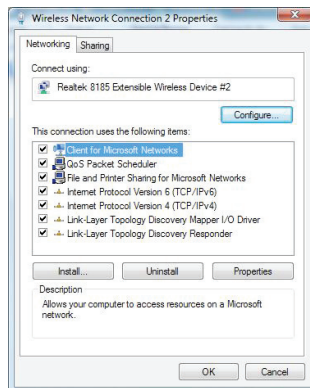 Wireless Network Connection 2 Properties
Networking Sharing
Connect using:
Realtek 8185 Extensible Wireless Device #2
Configure...
This connection uses the following items:
Client for Microsoft Networks
QoS Packet Scheduler
File and Printer Sharing for Microsoft Networks
Internet Protocol Version 6 (TCP/IPv6)
Internet Protocol Version 4 (TCP/IPv4)
Link-Layer Topology Discovery Mapper I/O Driver
Link-Layer Topology Discovery Responder
Install... Uninstall Properties
Description
Allows your computer to access resources on a Microsoft
network.
OK Cancel